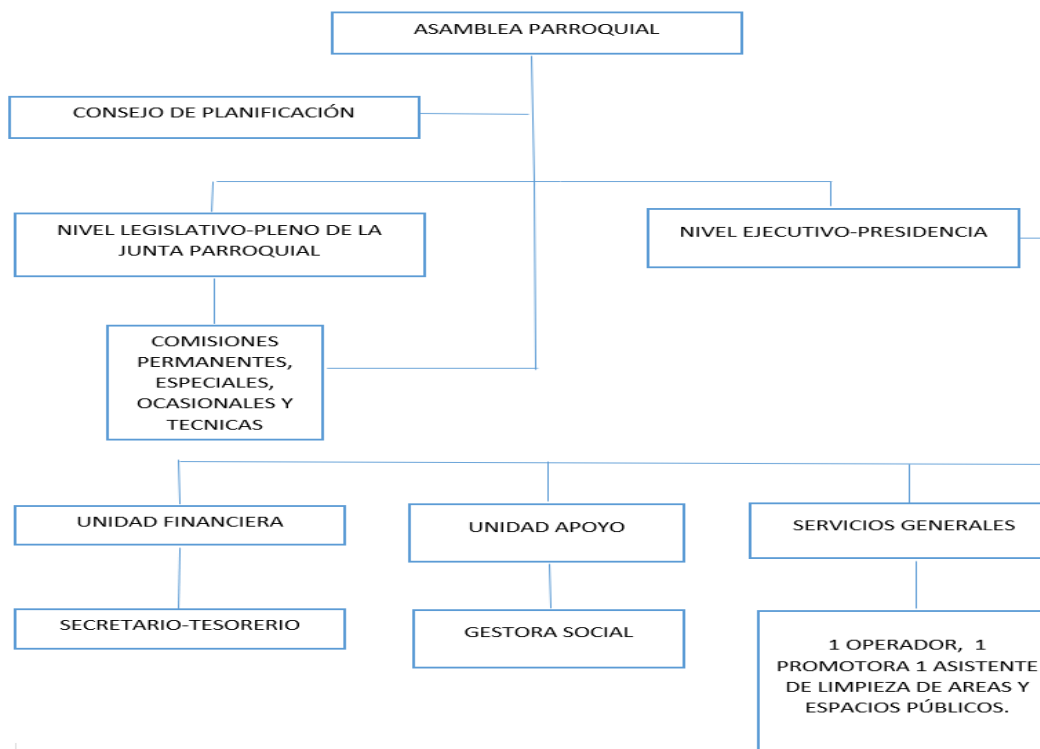 ASAMBLEA PARROQUIAL
CONSEJO DE PLANIFICACIÓN
NIVEL LEGISLATIVO-PLENO DE LA
JUNTA PARROQUIAL
NIVEL EJECUTIVO-PRESIDENCIA
COMISIONES
PERMANENTES,
ESPECIALES,
OCASIONALES Y
TECNICAS
UNIDAD FINANCIERA
UNIDAD APOYO
SERVICIOS GENERALES
SECRETARIO-TESORERIO
GESTORA SOCIAL
1 OPERADOR, 1
PROMOTORA 1 ASISTENTE
DE LIMPIEZA DE AREAS Y
ESPACIOS PÚBLICOS.